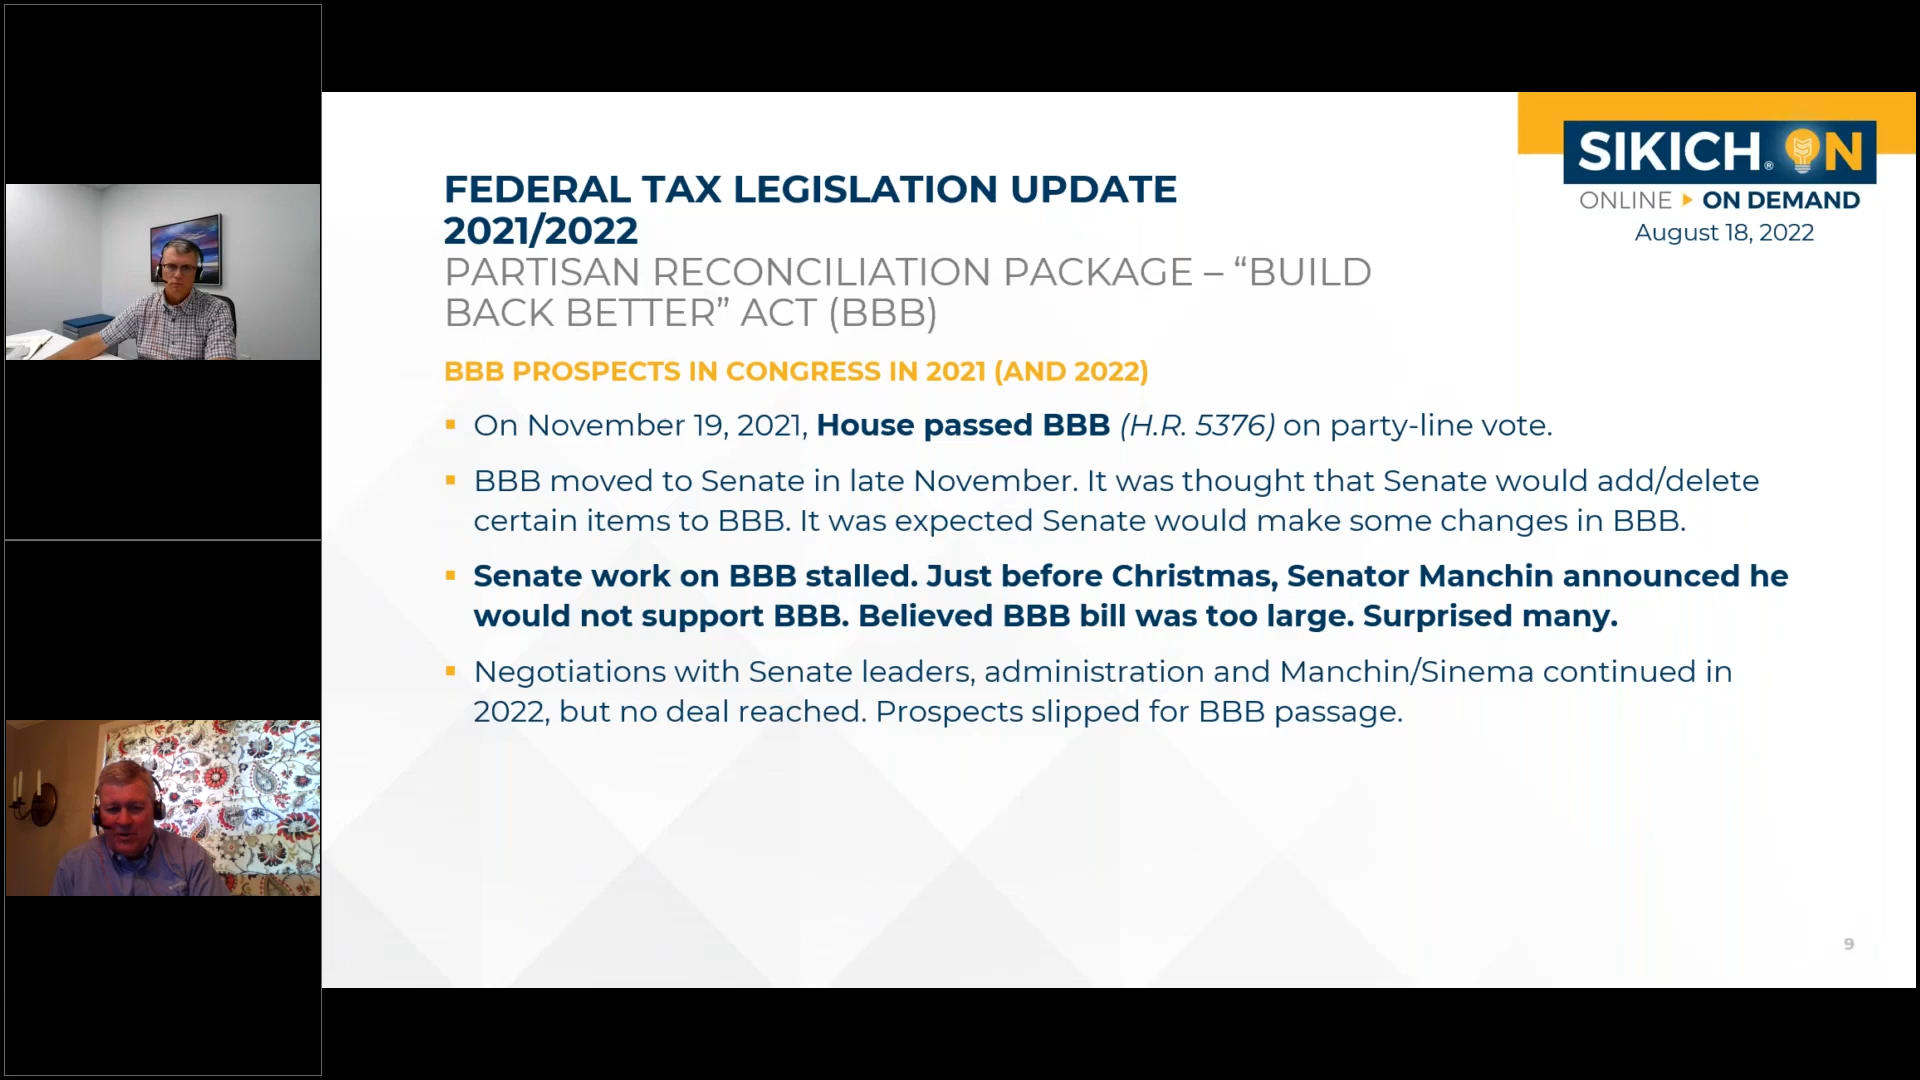 SIKICH® ON
ONLINE ▶ ON DEMAND
August 18, 2022
FEDERAL TAX LEGISLATION UPDATE
2021/2022
PARTISAN RECONCILIATION PACKAGE – “BUILD
BACK BETTER” ACT (BBB)
BBB PROSPECTS IN CONGRESS IN 2021 (AND 2022)
▪ On November 19, 2021, House passed BBB (H.R. 5376) on party-line vote.
▪ BBB moved to Senate in late November. It was thought that Senate would add/delete
certain items to BBB. It was expected Senate would make some changes in BBB.
▪ Senate work on BBB stalled. Just before Christmas, Senator Manchin announced he
would not support BBB. Believed BBB bill was too large. Surprised many.
▪ Negotiations with Senate leaders, administration and Manchin/Sinema continued in
2022, but no deal reached. Prospects slipped for BBB passage.
9